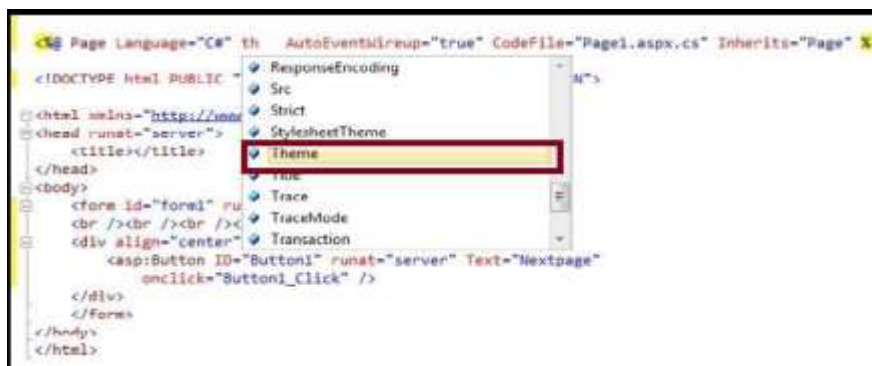 <%@ Page Language="C#" th AutoEventWireup="true" CodeFile="Page1.aspx.cs" Inherits="Page" %
<!DOCTYPE html PUBLIC " N">
<html xmlns="http://www
<head runat="server">
<title></title>
</head>
<body>
<form id="form1" ru
<br /><br /><br /><
<div align="center"
<asp:Button ID="Button1" runat="server" Text="Nextpage"
onclick="Button1_Click" />
</div>
</form>
</body>
</html>
ResponseEncoding
Src
Strict
StylesheetTheme
Theme
Title
Trace
TraceMode
Transaction